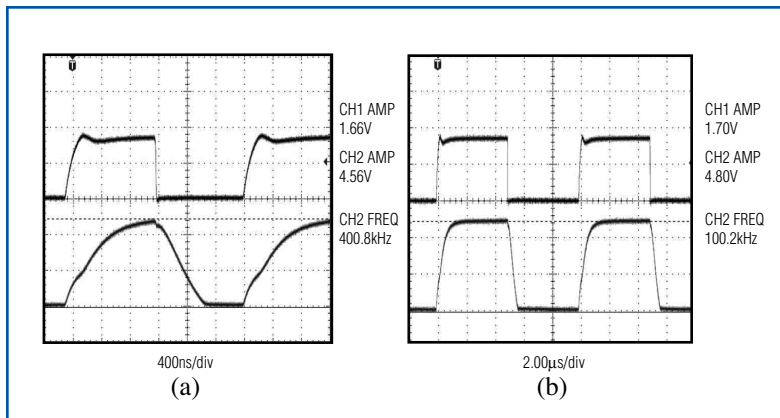 CH1 AMP
1.66V
CH2 AMP
4.56V
CH2 FREQ
400.8kHz
400ns/div
(a)
CH1 AMP
1.70V
CH2 AMP
4.80V
CH2 FREQ
100.2kHz
2.00µs/div
(b)